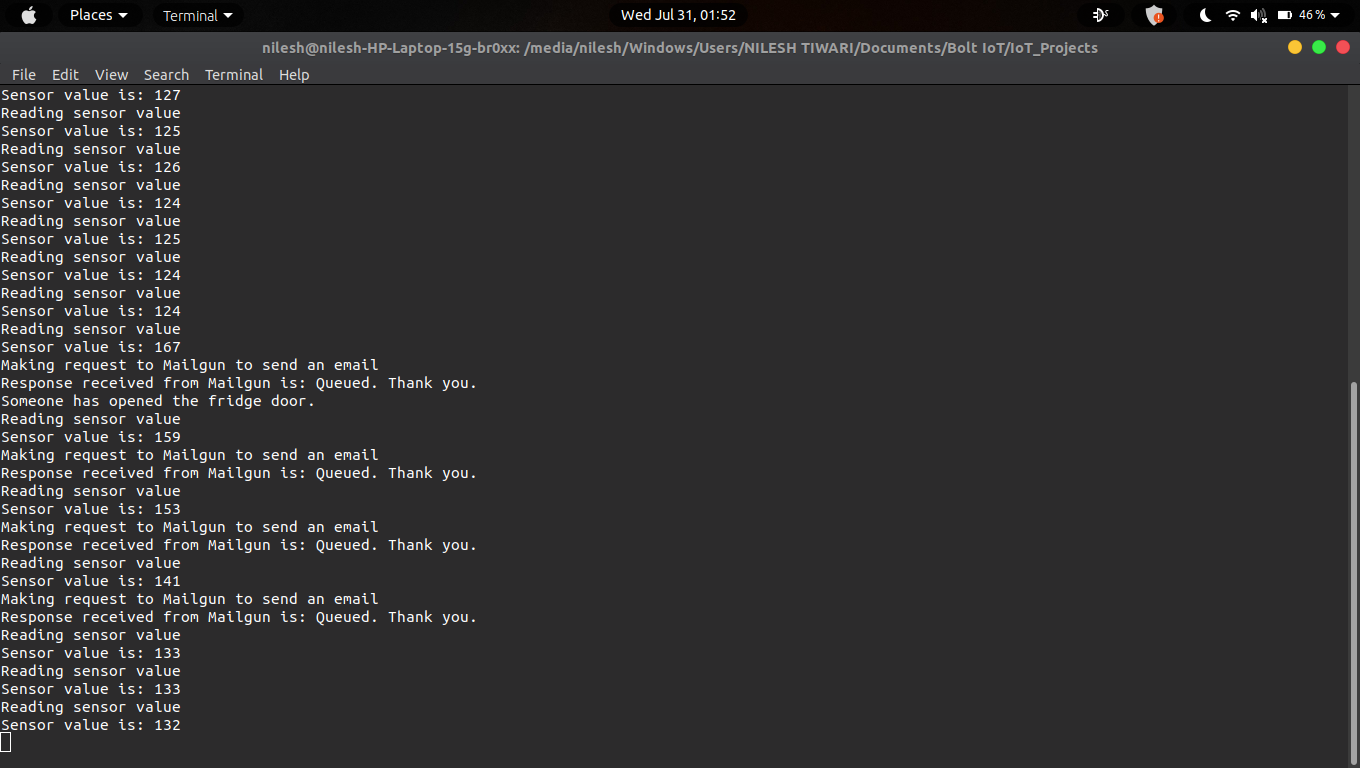 Places Terminal Wed Jul 31, 01:52 46 %
nilesh@nilesh-HP-Laptop-15g-br0xx: /media/nilesh/Windows/Users/NILESH TIWARI/Documents/Bolt IoT/IoT_Projects
File Edit View Search Terminal Help
Sensor value is: 127
Reading sensor value
Sensor value is: 125
Reading sensor value
Sensor value is: 126
Reading sensor value
Sensor value is: 124
Reading sensor value
Sensor value is: 125
Reading sensor value
Sensor value is: 124
Reading sensor value
Sensor value is: 124
Reading sensor value
Sensor value is: 167
Making request to Mailgun to send an email
Response received from Mailgun is: Queued. Thank you.
Someone has opened the fridge door.
Reading sensor value
Sensor value is: 159
Making request to Mailgun to send an email
Response received from Mailgun is: Queued. Thank you.
Reading sensor value
Sensor value is: 153
Making request to Mailgun to send an email
Response received from Mailgun is: Queued. Thank you.
Reading sensor value
Sensor value is: 141
Making request to Mailgun to send an email
Response received from Mailgun is: Queued. Thank you.
Reading sensor value
Sensor value is: 133
Reading sensor value
Sensor value is: 133
Reading sensor value
Sensor value is: 132